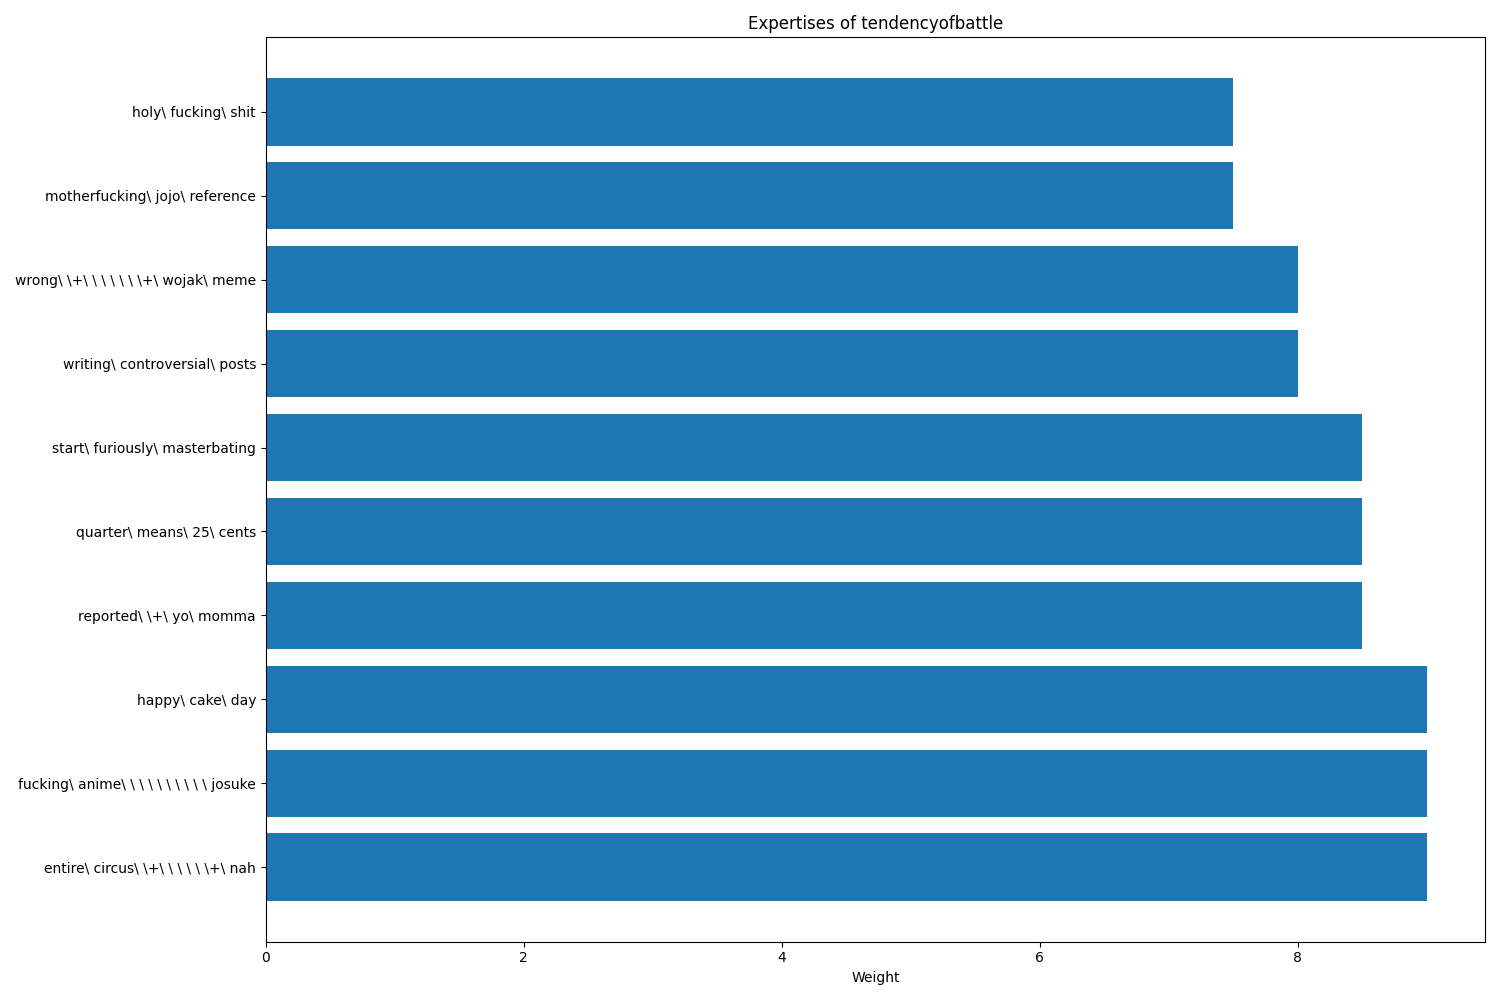 Expertises of tendencyofbattle
holy\ fucking\ shit
motherfucking\ jojo\ reference
wrong\ \+\ \ \ \ \ \ \+\ wojak\ meme
writing\ controversial\ posts
start\ furiously\ masterbating
quarter\ means\ 25\ cents
reported\ \+\ yo\ momma
happy\ cake\ day
fucking\ anime\ \ \ \ \ \ \ \ \ \ josuke
entire\ circus\ \+\ \ \ \ \ \+\ nah
0 2 4 6 8
Weight